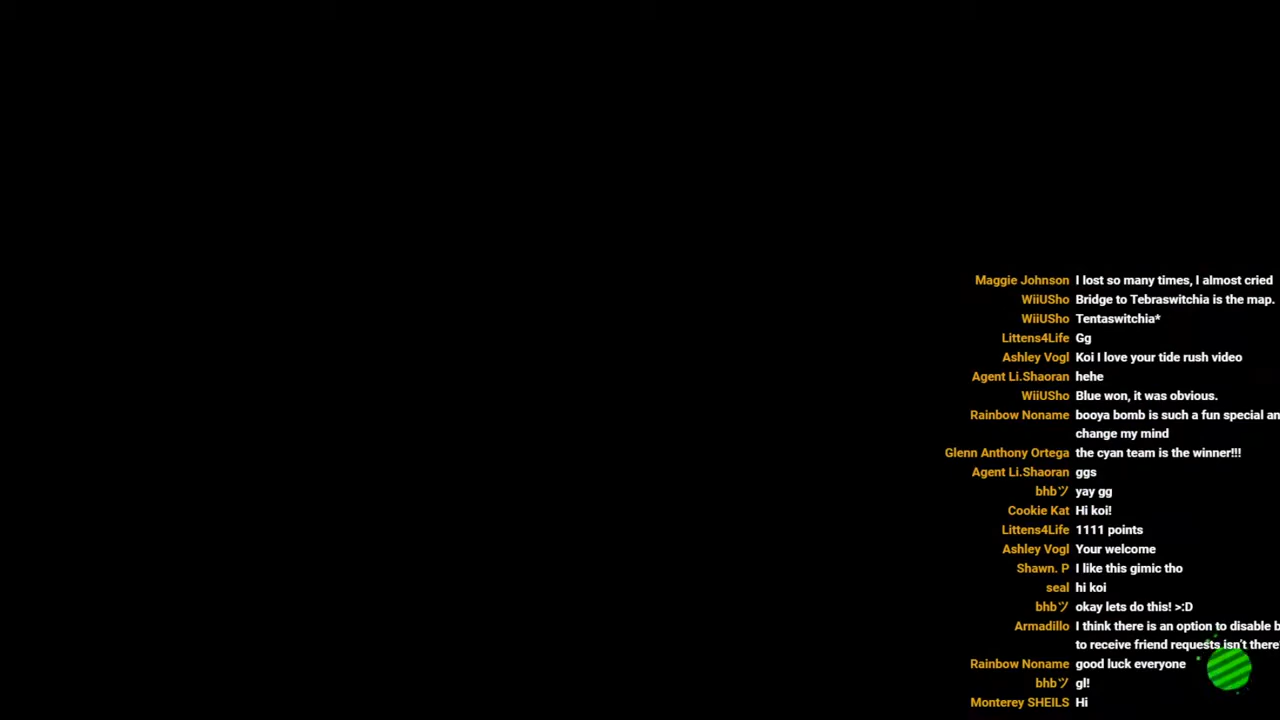 Maggie Johnson I lost so many times, I almost cried
WiiUSho Bridge to Tebraswitchia is the map.
WiiUSho Tentaswitchia*
Littens4Life Gg
Ashley Vogl Koi I love your tide rush video
Agent Li.Shaoran hehe
WiiUSho Blue won, it was obvious.
Rainbow Noname booya bomb is such a fun special an
change my mind
Glenn Anthony Ortega the cyan team is the winner!!!
Agent Li.Shaoran ggs
bhbツ yay gg
Cookie Kat Hi koi!
Littens4Life 1111 points
Ashley Vogl Your welcome
Shawn. P I like this gimic tho
seal hi koi
bhbツ okay lets do this! >:D
Armadillo I think there is an option to disable b
to receive friend requests isn't there
Rainbow Noname good luck everyone
bhbツ gl!
Monterey SHEILS Hi